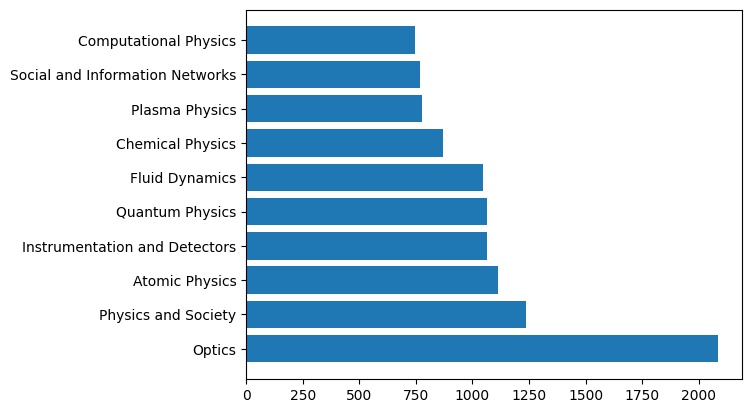 Computational Physics
Social and Information Networks
Plasma Physics
Chemical Physics
Fluid Dynamics
Quantum Physics
Instrumentation and Detectors
Atomic Physics
Physics and Society
Optics
0 250 500 750 1000 1250 1500 1750 2000